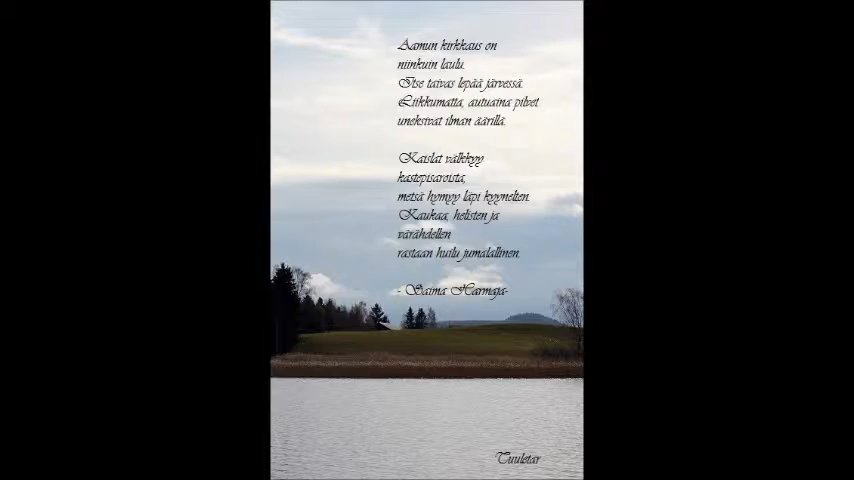 Aamun kirkkaus on
niinkuin laulu.
Itse taivas lepää järvessä.
Liikkumatta, autuaina pilvet
uneksivat ilman äärillä.
Kaislat välkkyy
kastepisaroista,
metsä hymyy läpi kyynelten.
Kaukaa, helisten ja
värähdellen
rastaan huilu jumalallinen.
- Saima Harmaja-
Tuuletar